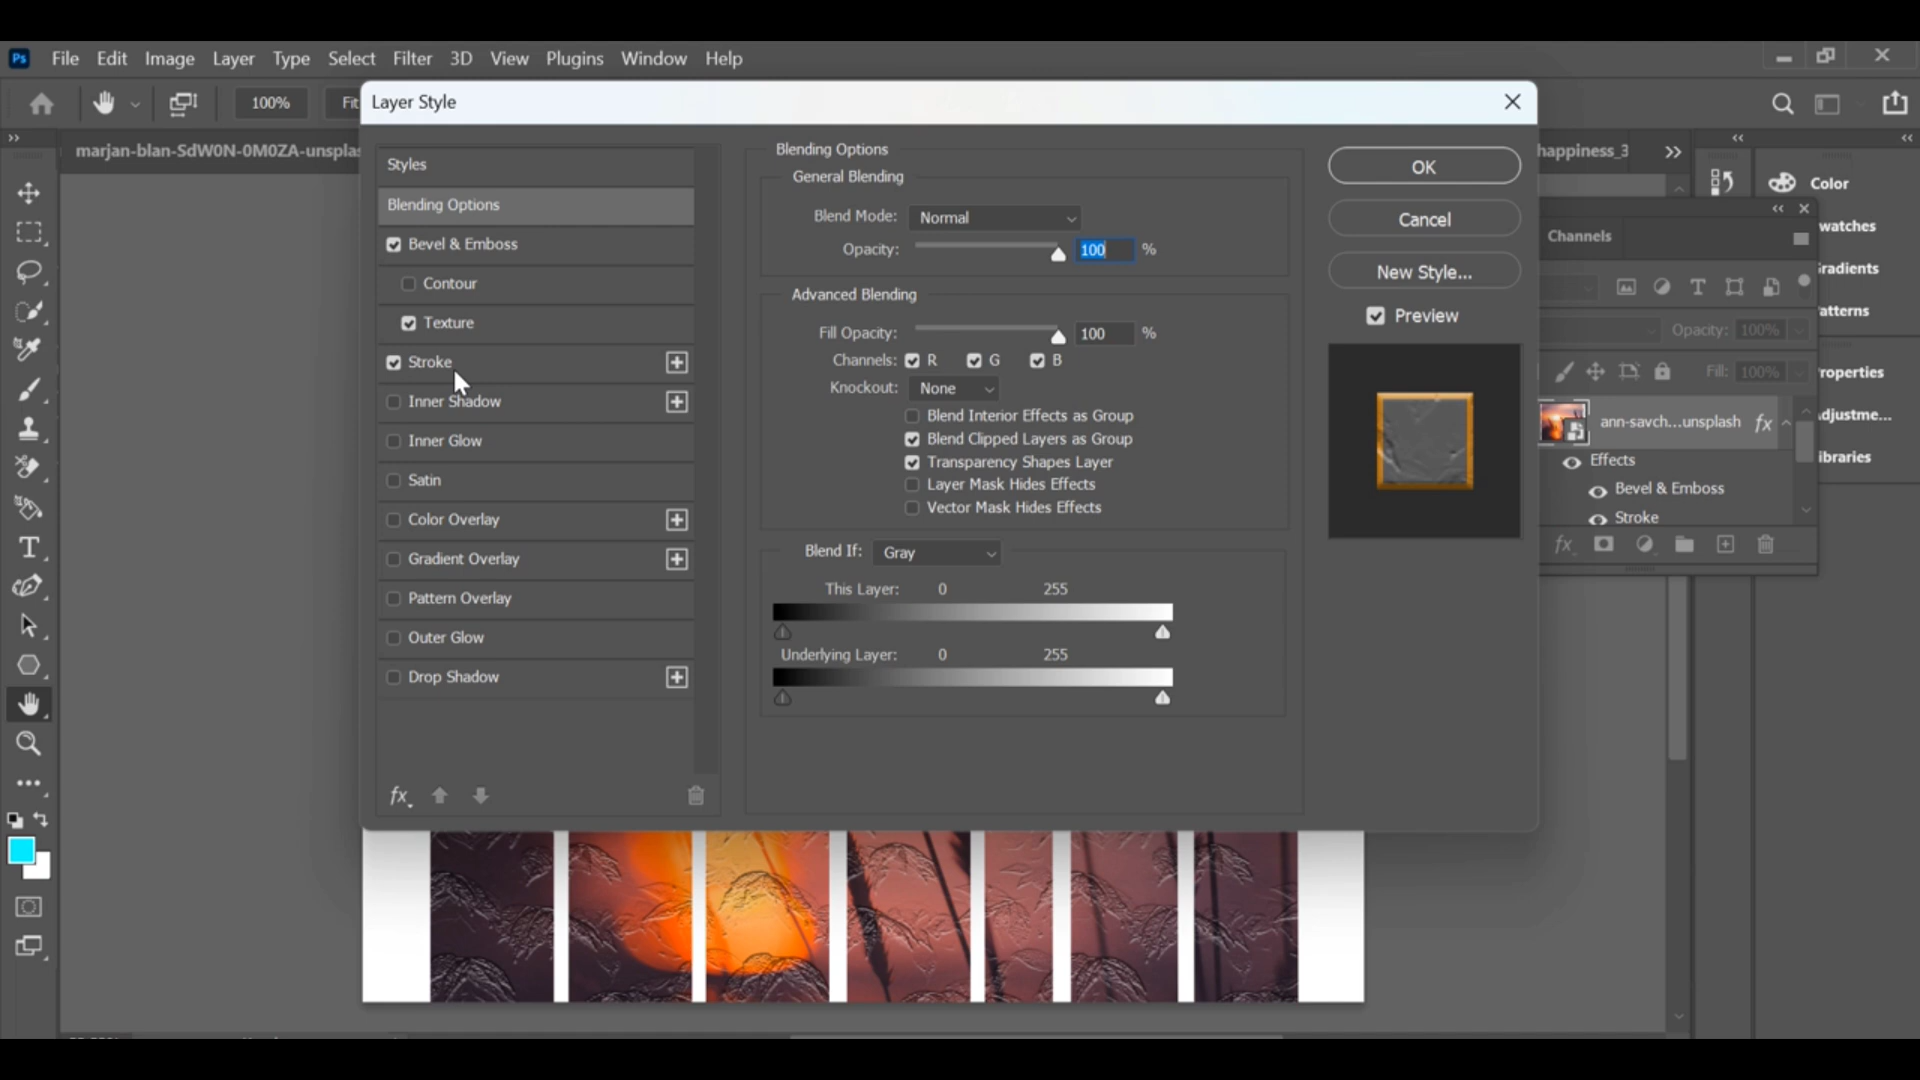 Ps File Edit Image Layer Type Select Filter 3D View Plugins Window Help
100% Fit
Layer Style
marjan-blan-SdW0N-0M0ZA-unsplas
happiness_3
Styles
Blending Options
Bevel & Emboss
Contour
Texture
Stroke
Inner Shadow
Inner Glow
Satin
Color Overlay
Gradient Overlay
Pattern Overlay
Outer Glow
Drop Shadow
fx
Blending Options
General Blending
Blend Mode: Normal
Opacity: 100 %
Advanced Blending
Fill Opacity: 100 %
Channels: R G B
Knockout: None
Blend Interior Effects as Group
Blend Clipped Layers as Group
Transparency Shapes Layer
Layer Mask Hides Effects
Vector Mask Hides Effects
Blend If: Gray
This Layer: 0 255
Underlying Layer: 0 255
OK
Cancel
New Style...
Preview
Channels
Opacity: 100%
Fill: 100%
ann-savch...unsplash fx
Effects
Bevel & Emboss
Stroke
fx
Color
watches
radients
atterns
roperties
djustme...
ibraries